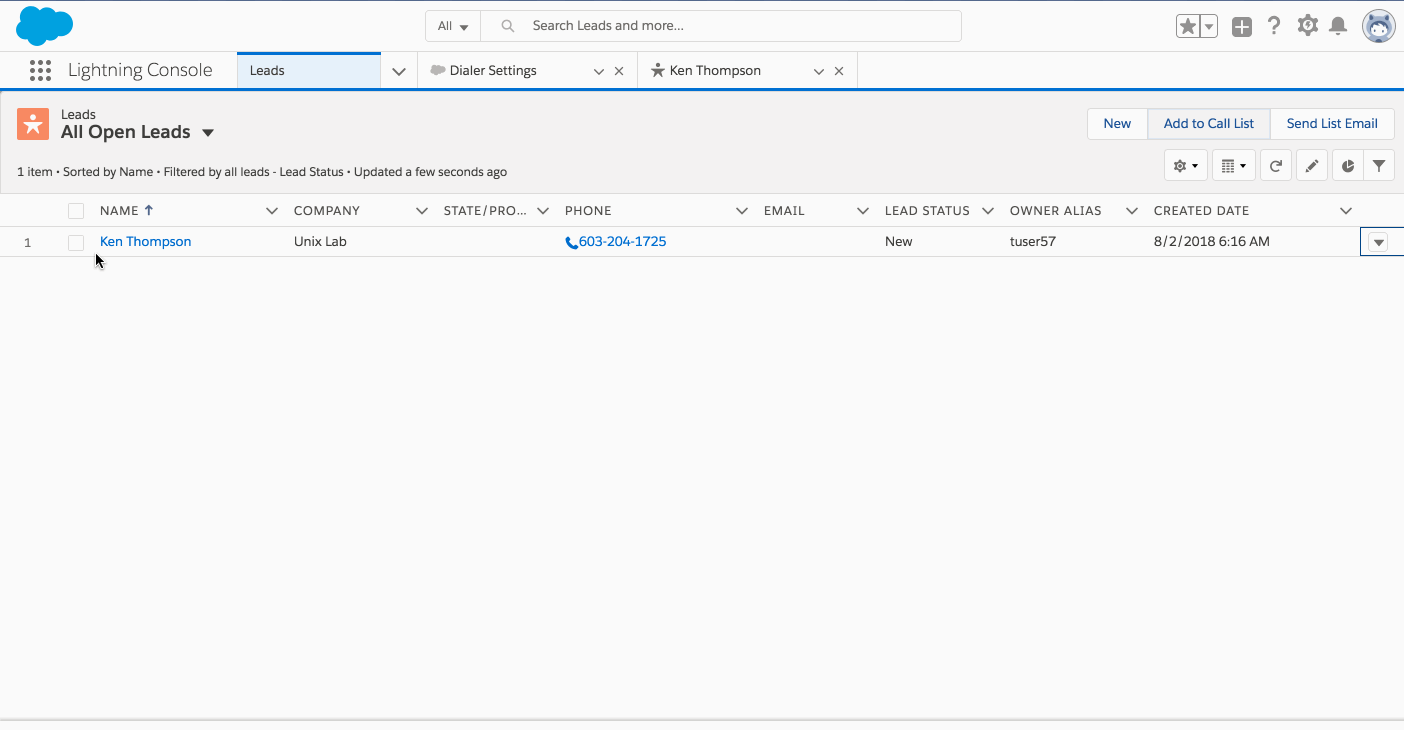 All
Search Leads and more...
Lightning Console
Leads
Dialer Settings
Ken Thompson
Leads
All Open Leads
New
Add to Call List
Send List Email
1 item • Sorted by Name • Filtered by all leads - Lead Status • Updated a few seconds ago
NAME
COMPANY
STATE/PRO...
PHONE
EMAIL
LEAD STATUS
OWNER ALIAS
CREATED DATE
1
Ken Thompson
Unix Lab
603-204-1725
New
tuser57
8/2/2018 6:16 AM